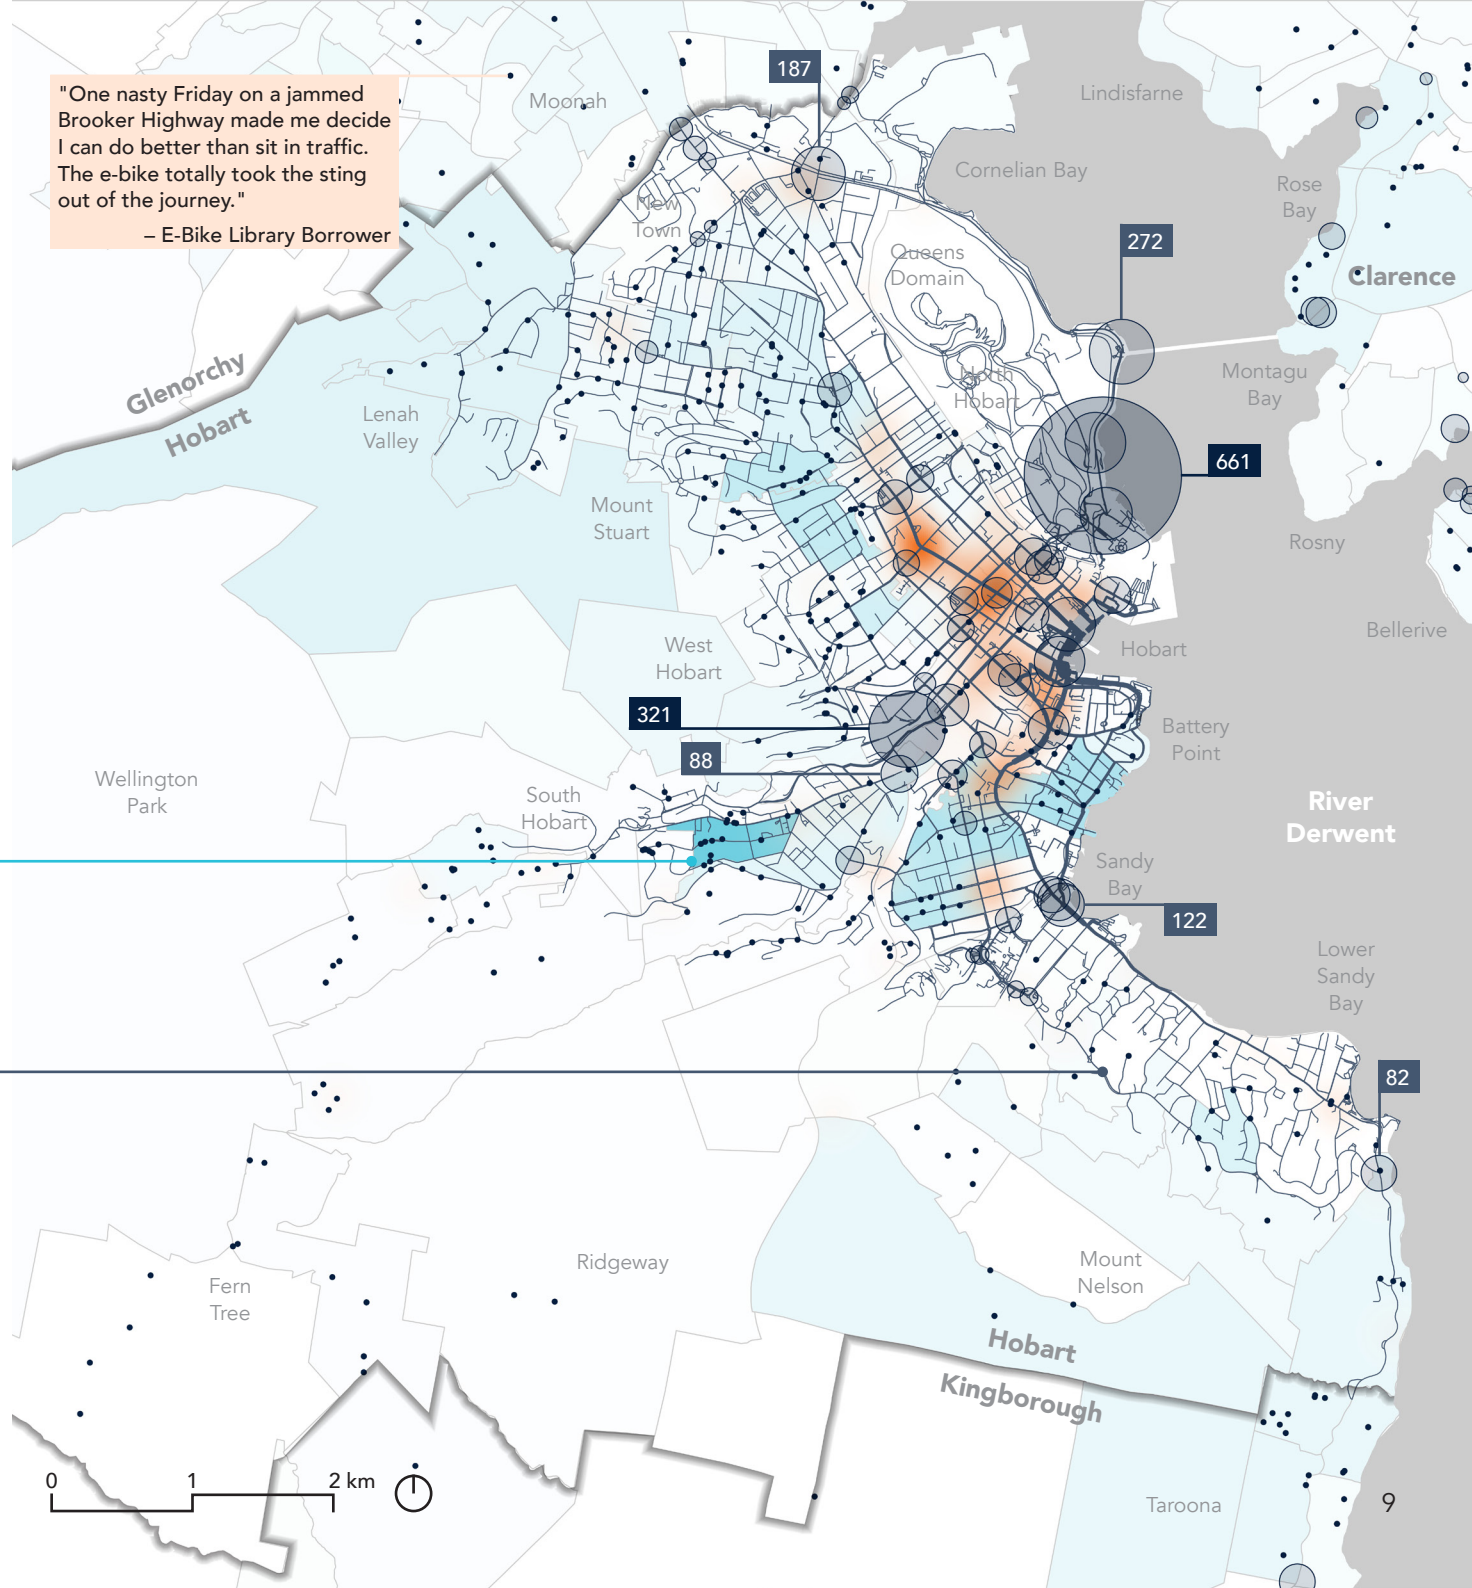 187
"One nasty Friday on a jammed
Brooker Highway made me decide
I can do better than sit in traffic.
The e-bike totally took the sting
out of the journey."
– E-Bike Library Borrower
Moonah
Lindisfarne
Cornelian Bay
Rose
Bay
New
Town
272
Queens
Domain
Clarence
Glenorchy
Hobart
Lenah
Valley
North
Hobart
Montagu
Bay
661
Mount
Stuart
Rosny
West
Hobart
Hobart
Bellerive
321
88
Battery
Point
Wellington
Park
South
Hobart
River
Derwent
Sandy
Bay
122
Lower
Sandy
Bay
82
Fern
Tree
Ridgeway
Mount
Nelson
Hobart
Kingborough
0 1 2 km
Taroona
9